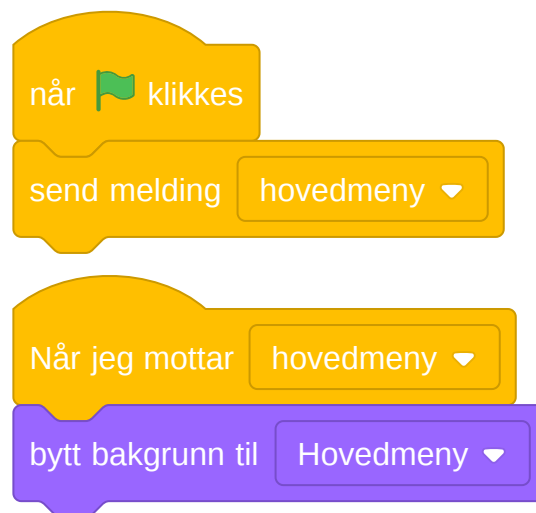 når klikkes
send melding hovedmeny
Når jeg mottar hovedmeny
bytt bakgrunn til Hovedmeny